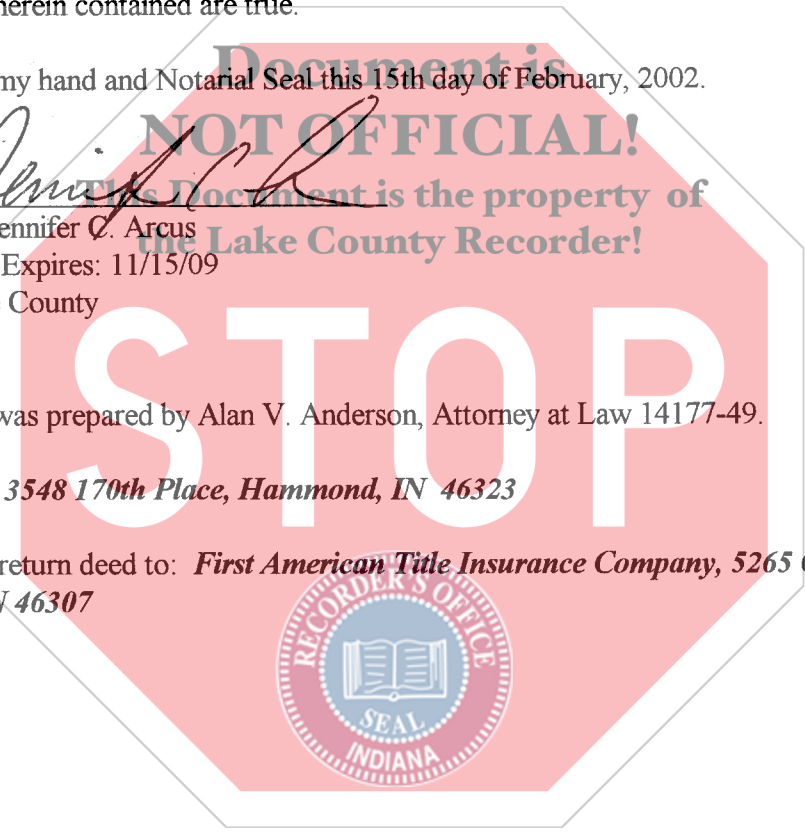 herein contained are true.
Document is
my hand and Notarial Seal this 15th day of February, 2002.
NOT OFFICIAL!
This Document is the property of
ennifer C. Arcus
the Lake County Recorder!
Expires: 11/15/09
County
STOP
was prepared by Alan V. Anderson, Attorney at Law 14177-49.
3548 170th Place, Hammond, IN 46323
return deed to: First American Title Insurance Company, 5265
46307
RECORDER'S OFFICE
SEAL
INDIANA